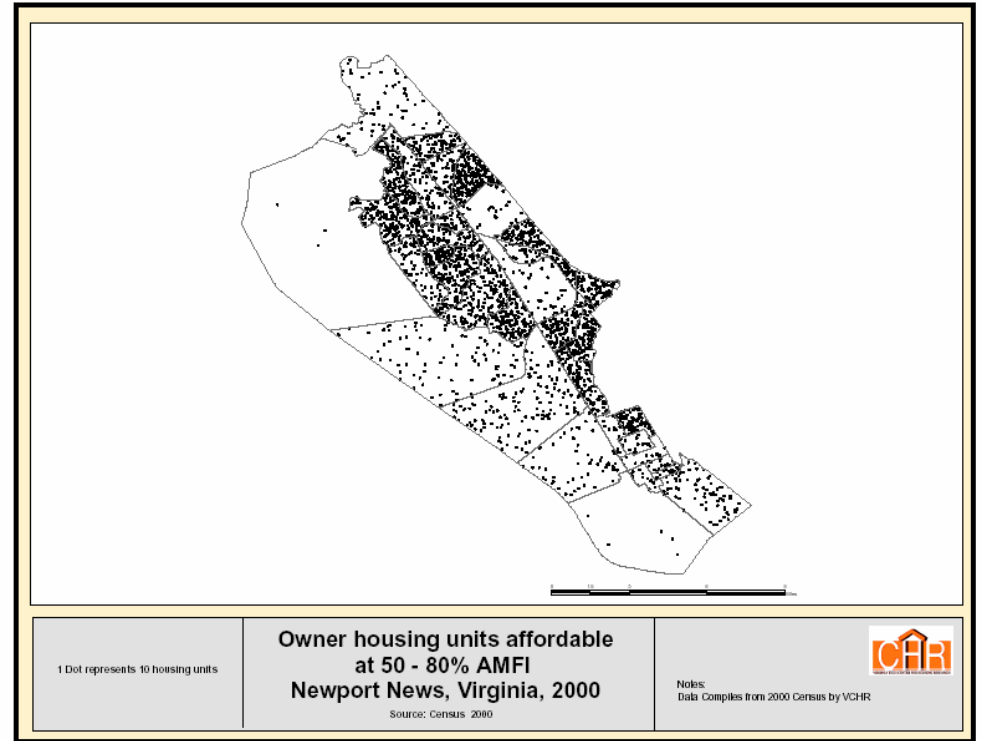 1 Dot represents 10 housing units
Owner housing units affordable
at 50 - 80% AMFI
Newport News, Virginia, 2000
Source: Census 2000
CHR
Notes:
Data Compiles from 2000 Census by VCHR